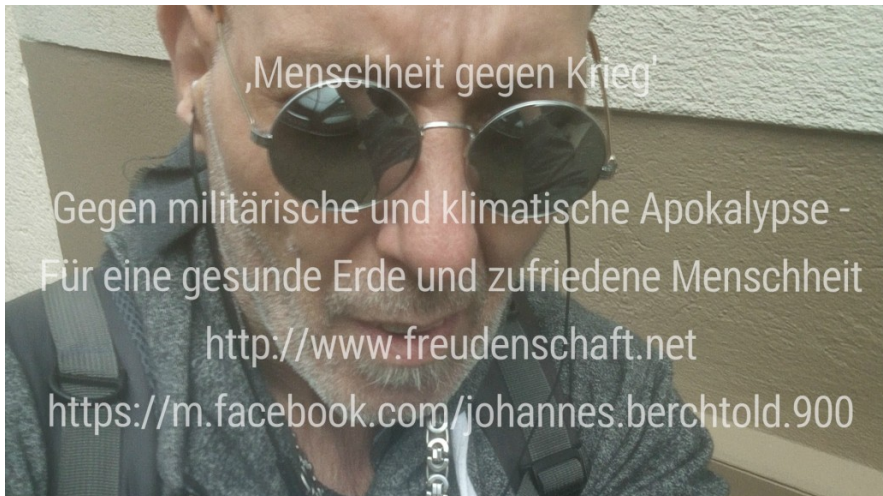 ‚Menschheit gegen Krieg'
Gegen militärische und klimatische Apokalypse -
Für eine gesunde Erde und zufriedene Menschheit
http://www.freudenschaft.net
https://m.facebook.com/johannes.berchtold.900